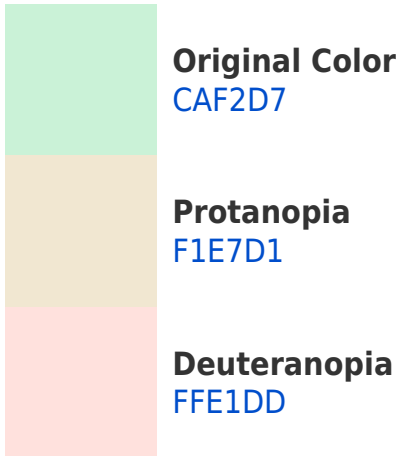 Original Color
CAF2D7
Protanopia
F1E7D1
Deuteranopia
FFE1DD